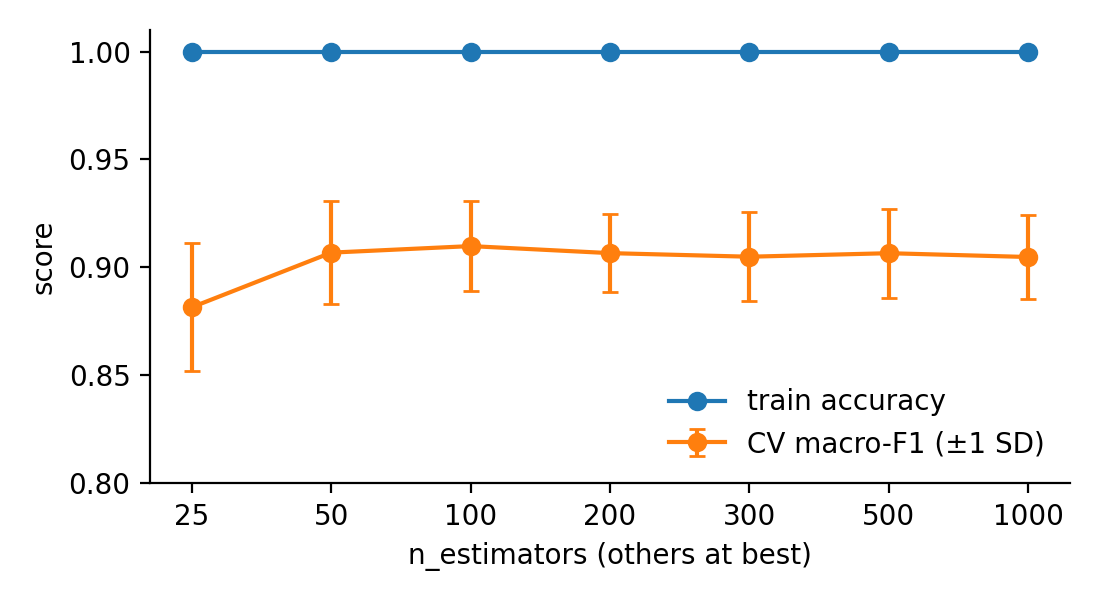 1.00
0.95
0.90
0.85
0.80
score
train accuracy
CV macro-F1 (±1 SD)
25 50 100 200 300 500 1000
n_estimators (others at best)